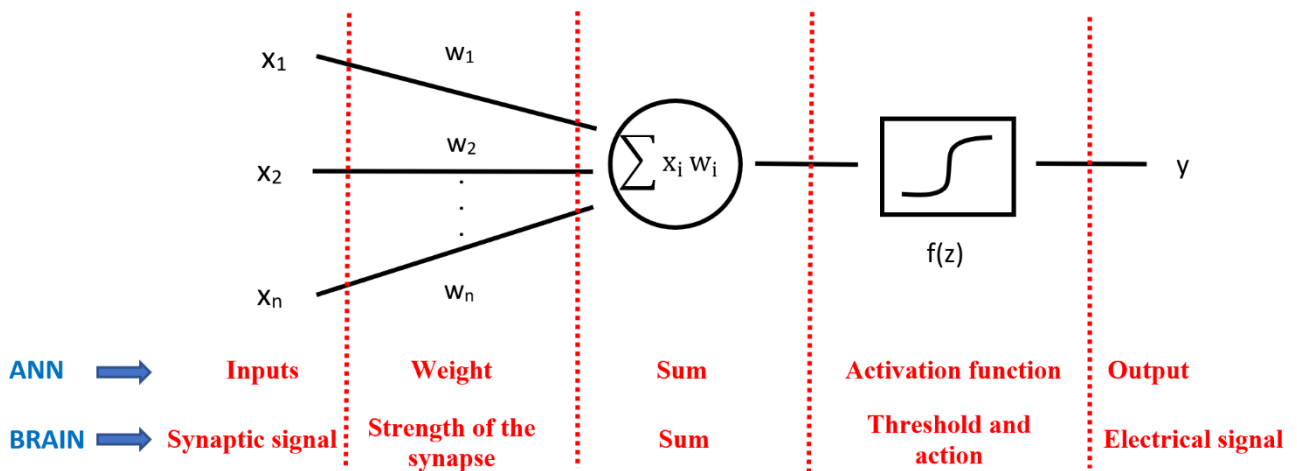 x₁
w₁
x₂
w₂
.
.
.
xₙ
wₙ
∑ xᵢ wᵢ
f(z)
y
ANN Inputs Weight Sum Activation function Output
BRAIN Synaptic signal Strength of the synapse Sum Threshold and action Electrical signal